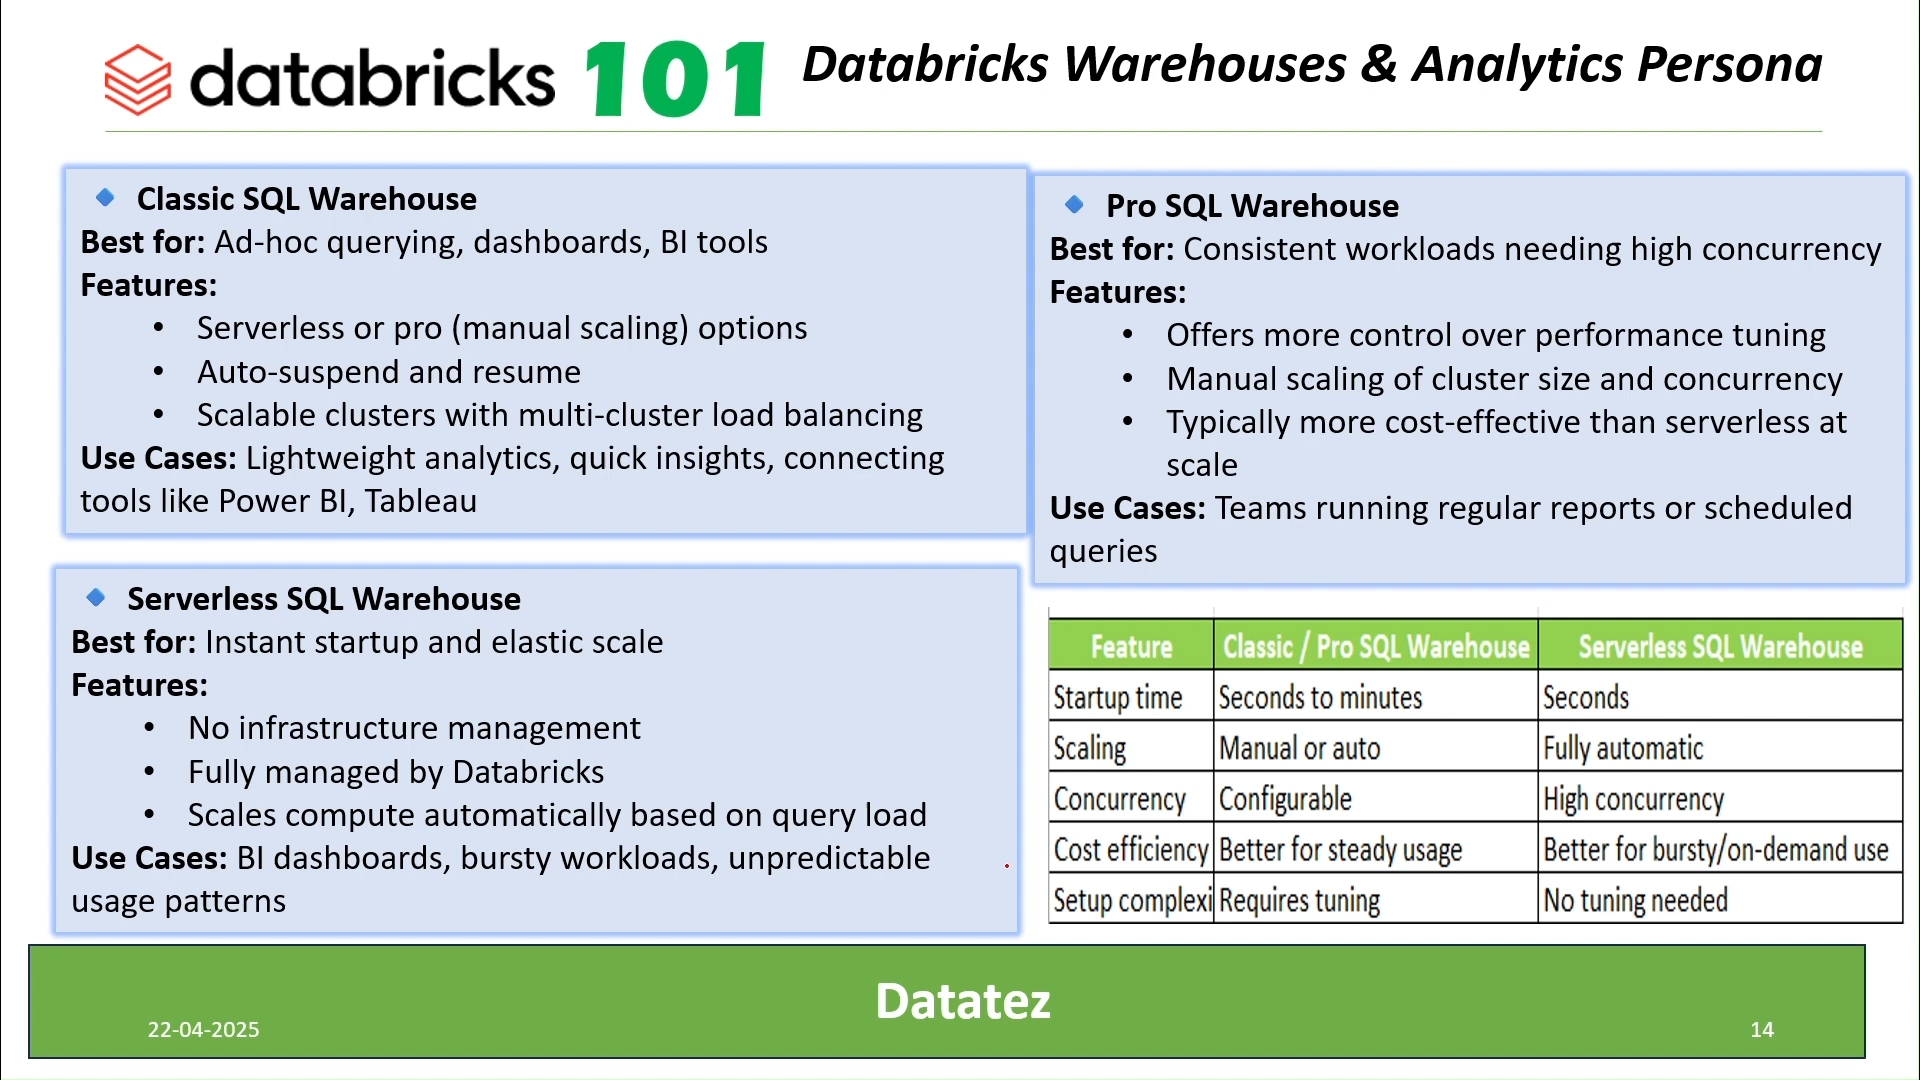 databricks 101 Databricks Warehouses & Analytics Persona
Classic SQL Warehouse
Best for: Ad-hoc querying, dashboards, BI tools
Features:
• Serverless or pro (manual scaling) options
• Auto-suspend and resume
• Scalable clusters with multi-cluster load balancing
Use Cases: Lightweight analytics, quick insights, connecting
tools like Power BI, Tableau
Pro SQL Warehouse
Best for: Consistent workloads needing high concurrency
Features:
• Offers more control over performance tuning
• Manual scaling of cluster size and concurrency
• Typically more cost-effective than serverless at
scale
Use Cases: Teams running regular reports or scheduled
queries
Serverless SQL Warehouse
Best for: Instant startup and elastic scale
Features:
• No infrastructure management
• Fully managed by Databricks
• Scales compute automatically based on query load
Use Cases: BI dashboards, bursty workloads, unpredictable
usage patterns
Feature Classic / Pro SQL Warehouse Serverless SQL Warehouse
Startup time Seconds to minutes Seconds
Scaling Manual or auto Fully automatic
Concurrency Configurable High concurrency
Cost efficiency Better for steady usage Better for bursty/on-demand use
Setup complexi Requires tuning No tuning needed
Datatez
22-04-2025
14